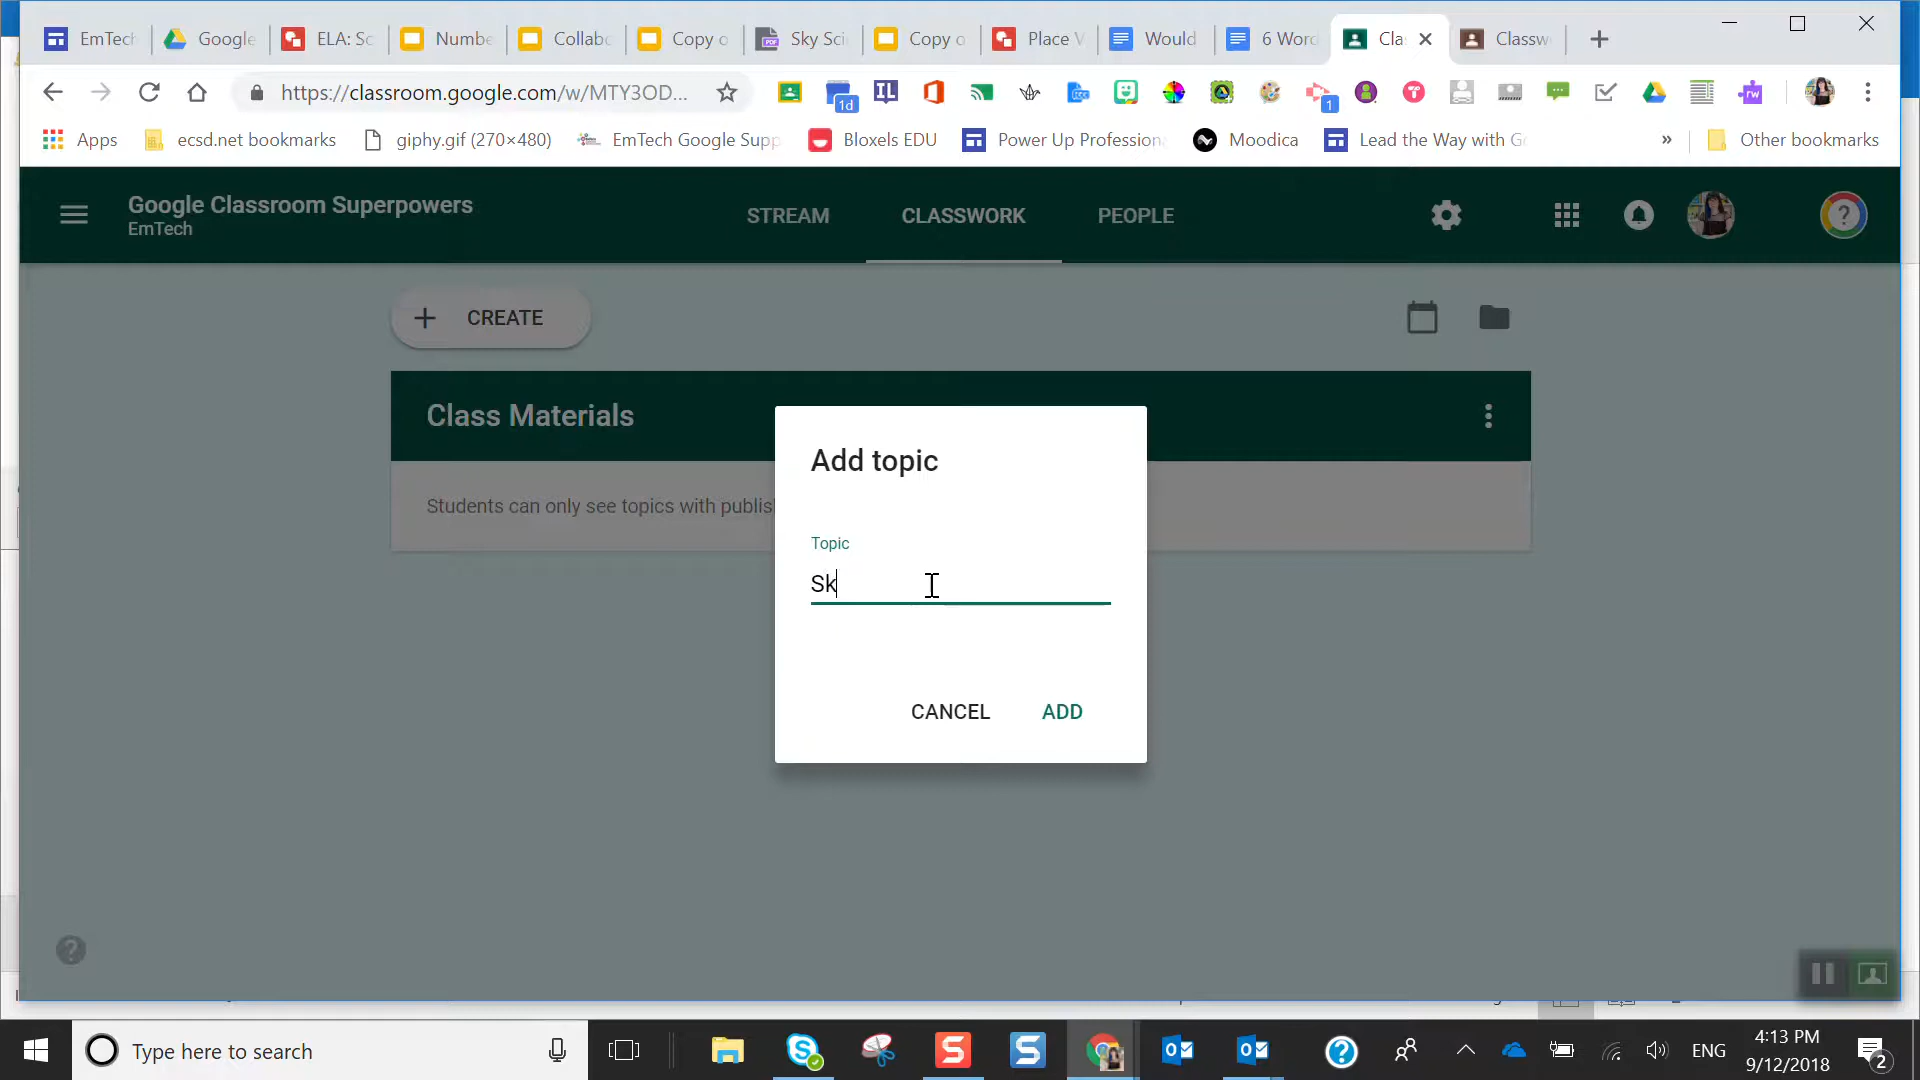 EmTech Google ELA: Sc Numbe Collabo Copy o Sky Sci Copy o Place V Would 6 Word Cla Classw
https://classroom.google.com/w/MTY3OD... 1d 1
Apps ecsd.net bookmarks giphy.gif (270×480) EmTech Google Supp Bloxels EDU Power Up Profession Moodica Lead the Way with G » Other bookmarks
Google Classroom Superpowers
EmTech
STREAM CLASSWORK PEOPLE
CREATE
Class Materials
Students can only see topics with publis
Add topic
Topic
Sk
CANCEL ADD
Type here to search
ENG
4:13 PM
9/12/2018
2